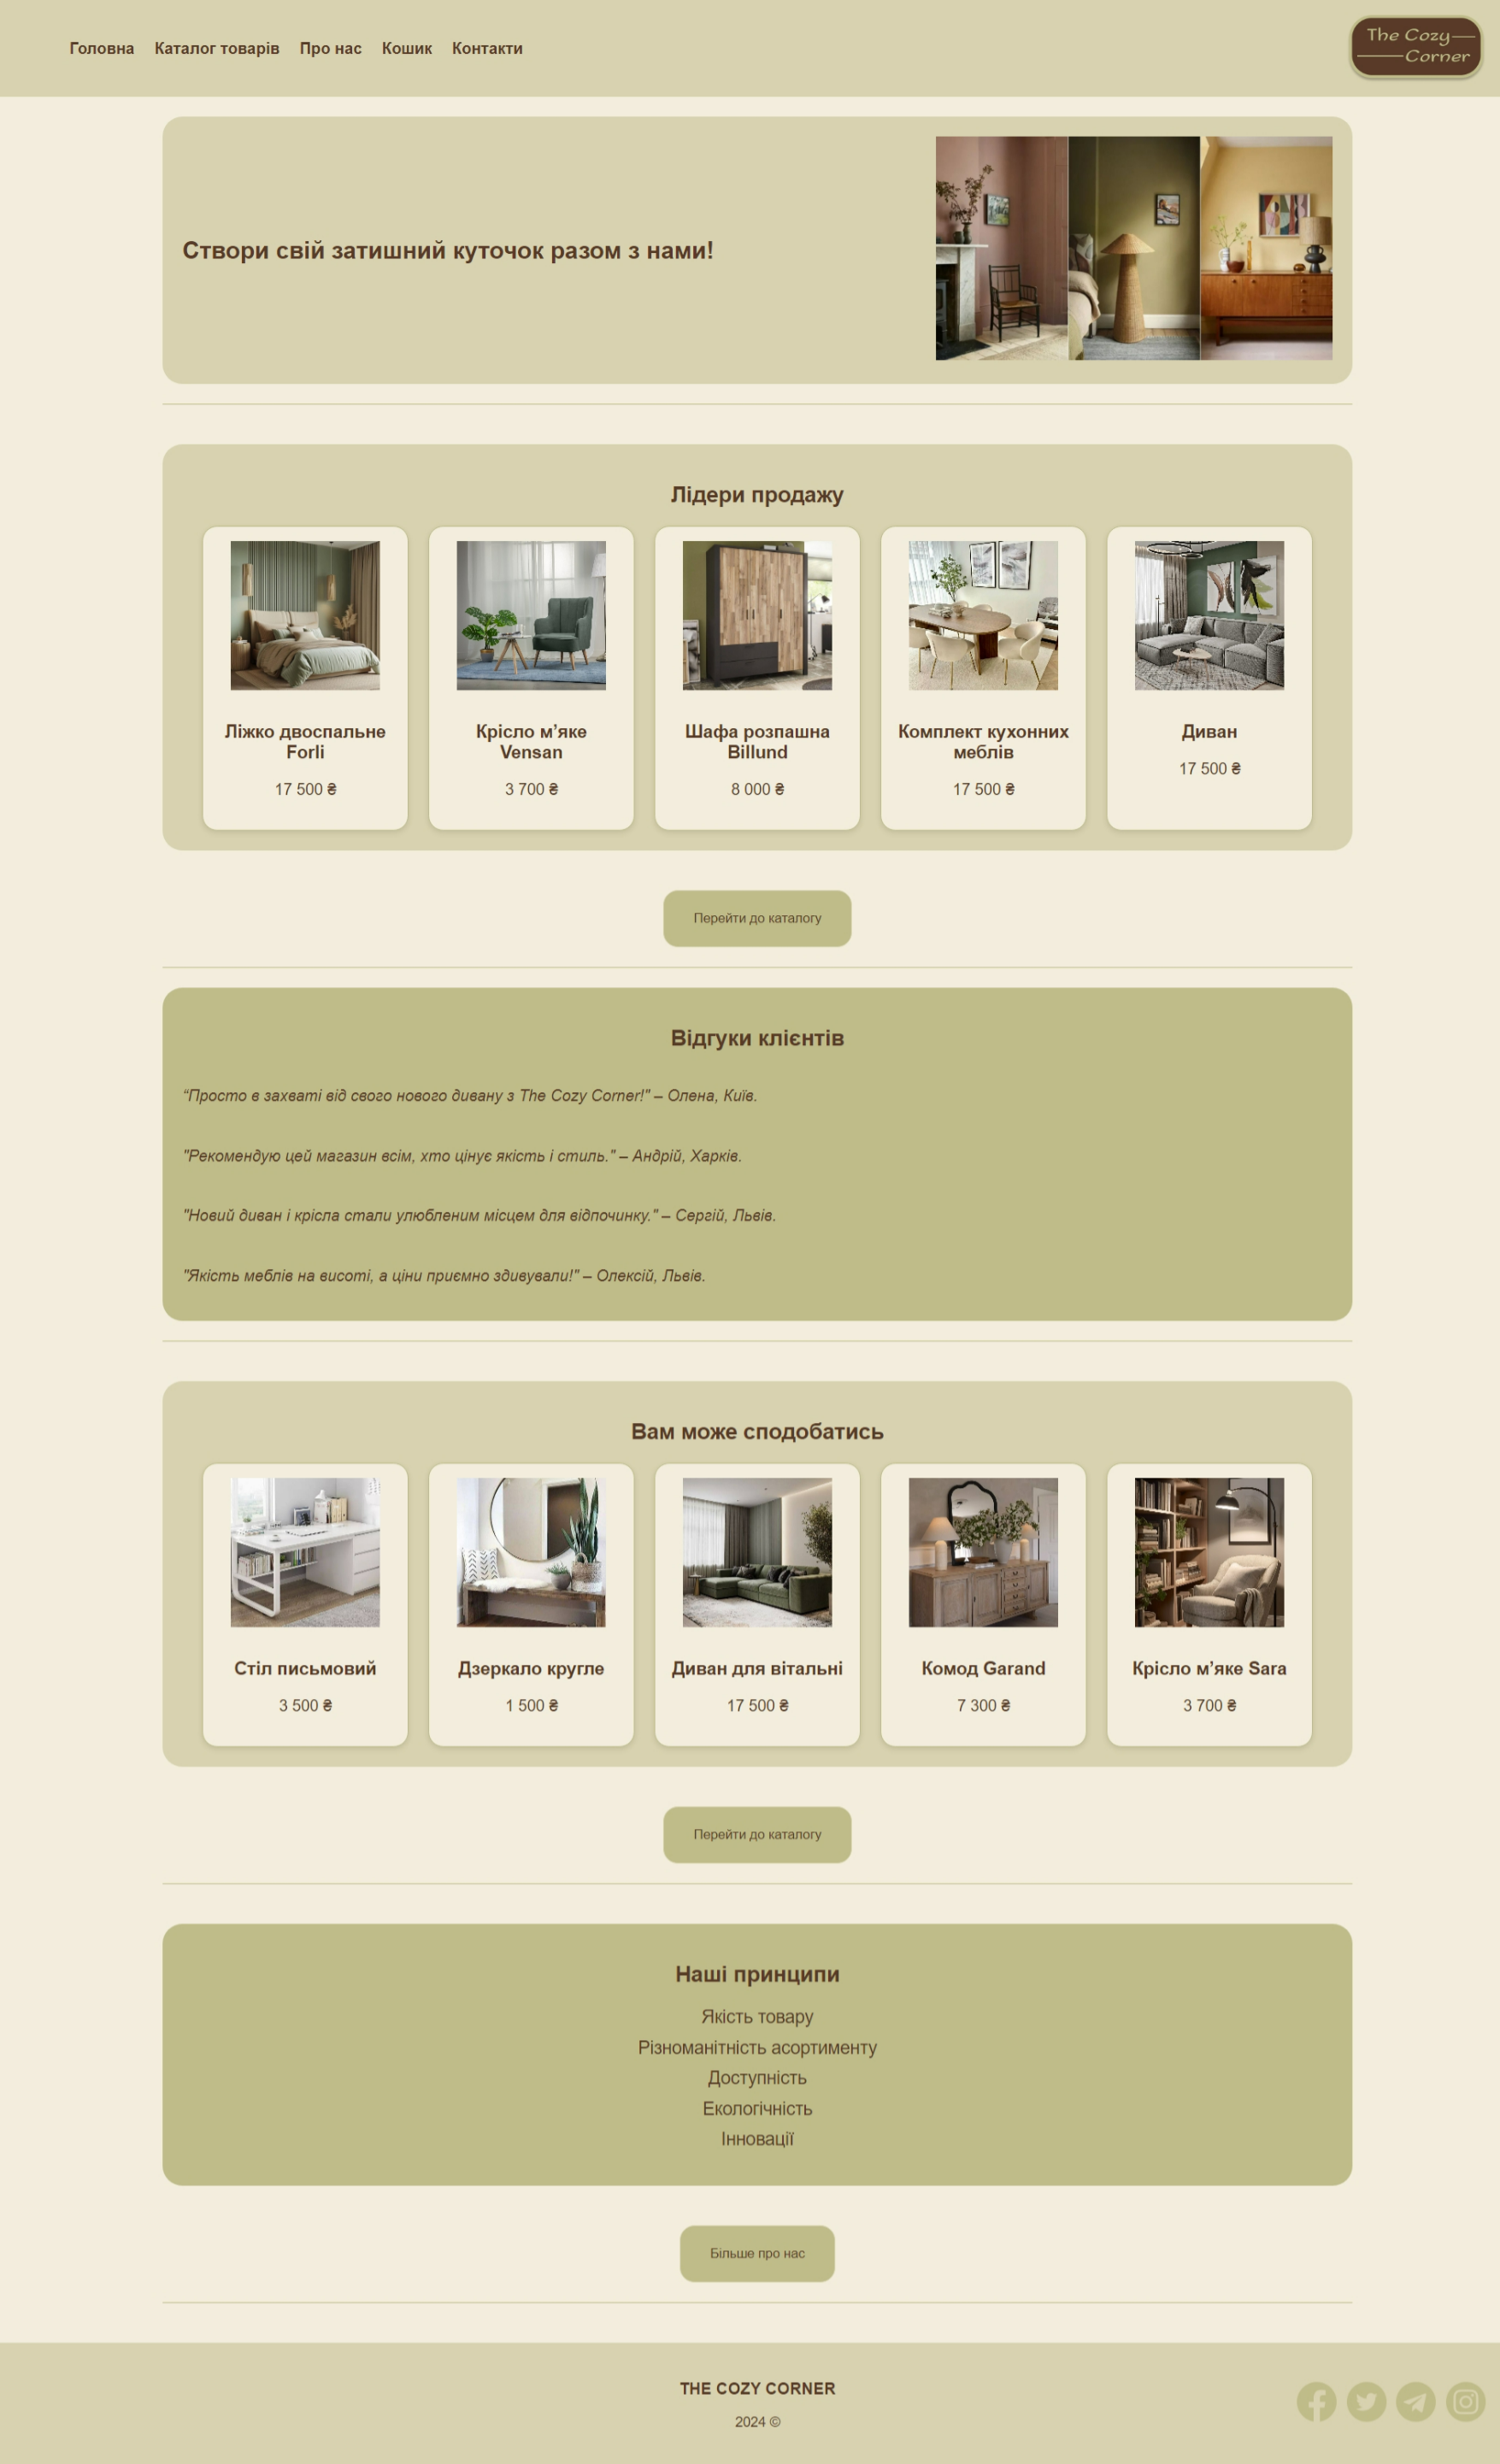 Головна Каталог товарів Про нас Кошик Контакти
The Cozy
Corner
Створи свій затишний куточок разом з нами!
Лідери продажу
Ліжко двоспальне
Forli
17 500 ₴
Крісло м’яке
Vensan
3 700 ₴
Шафа розпашна
Billund
8 000 ₴
Комплект кухонних
меблів
17 500 ₴
Диван
17 500 ₴
Перейти до каталогу
Відгуки клієнтів
“Просто в захваті від свого нового дивану з The Cozy Corner!” – Олена, Київ.
"Рекомендую цей магазин всім, хто цінує якість і стиль." – Андрій, Харків.
"Новий диван і крісла стали улюбленим місцем для відпочинку." – Сергій, Львів.
"Якість меблів на висоті, а ціни приємно здивували!" – Олексій, Львів.
Вам може сподобатись
Стіл письмовий
3 500 ₴
Дзеркало кругле
1 500 ₴
Диван для вітальні
17 500 ₴
Комод Garand
7 300 ₴
Крісло м’яке Sara
3 700 ₴
Перейти до каталогу
Наші принципи
Якість товару
Різноманітність асортименту
Доступність
Екологічність
Інновації
Більше про нас
THE COZY CORNER
2024 ©